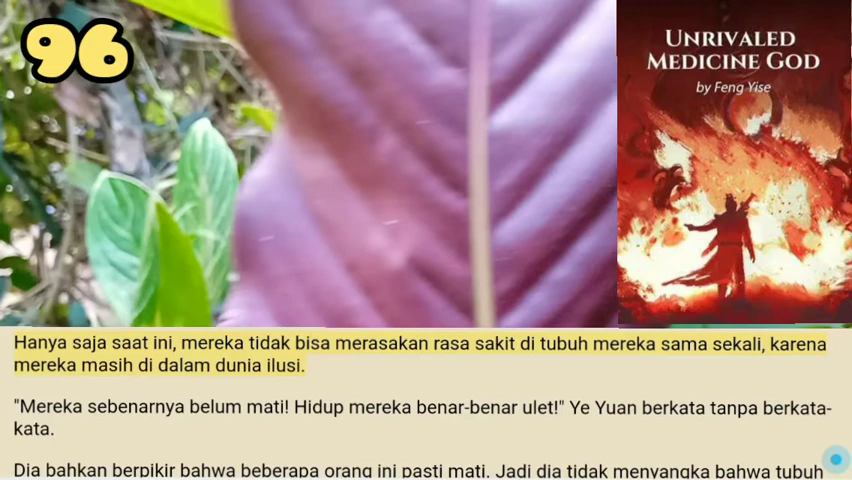 96
UNRIVALED
MEDICINE GOD
by Feng Yise
Hanya saja saat ini, mereka tidak bisa merasakan rasa sakit di tubuh mereka sama sekali, karena
mereka masih di dalam dunia ilusi.
"Mereka sebenarnya belum mati! Hidup mereka benar-benar ulet!" Ye Yuan berkata tanpa berkata-
kata.
Dia bahkan berpikir bahwa beberapa orang ini pasti mati. Jadi dia tidak menyangka bahwa tubuh